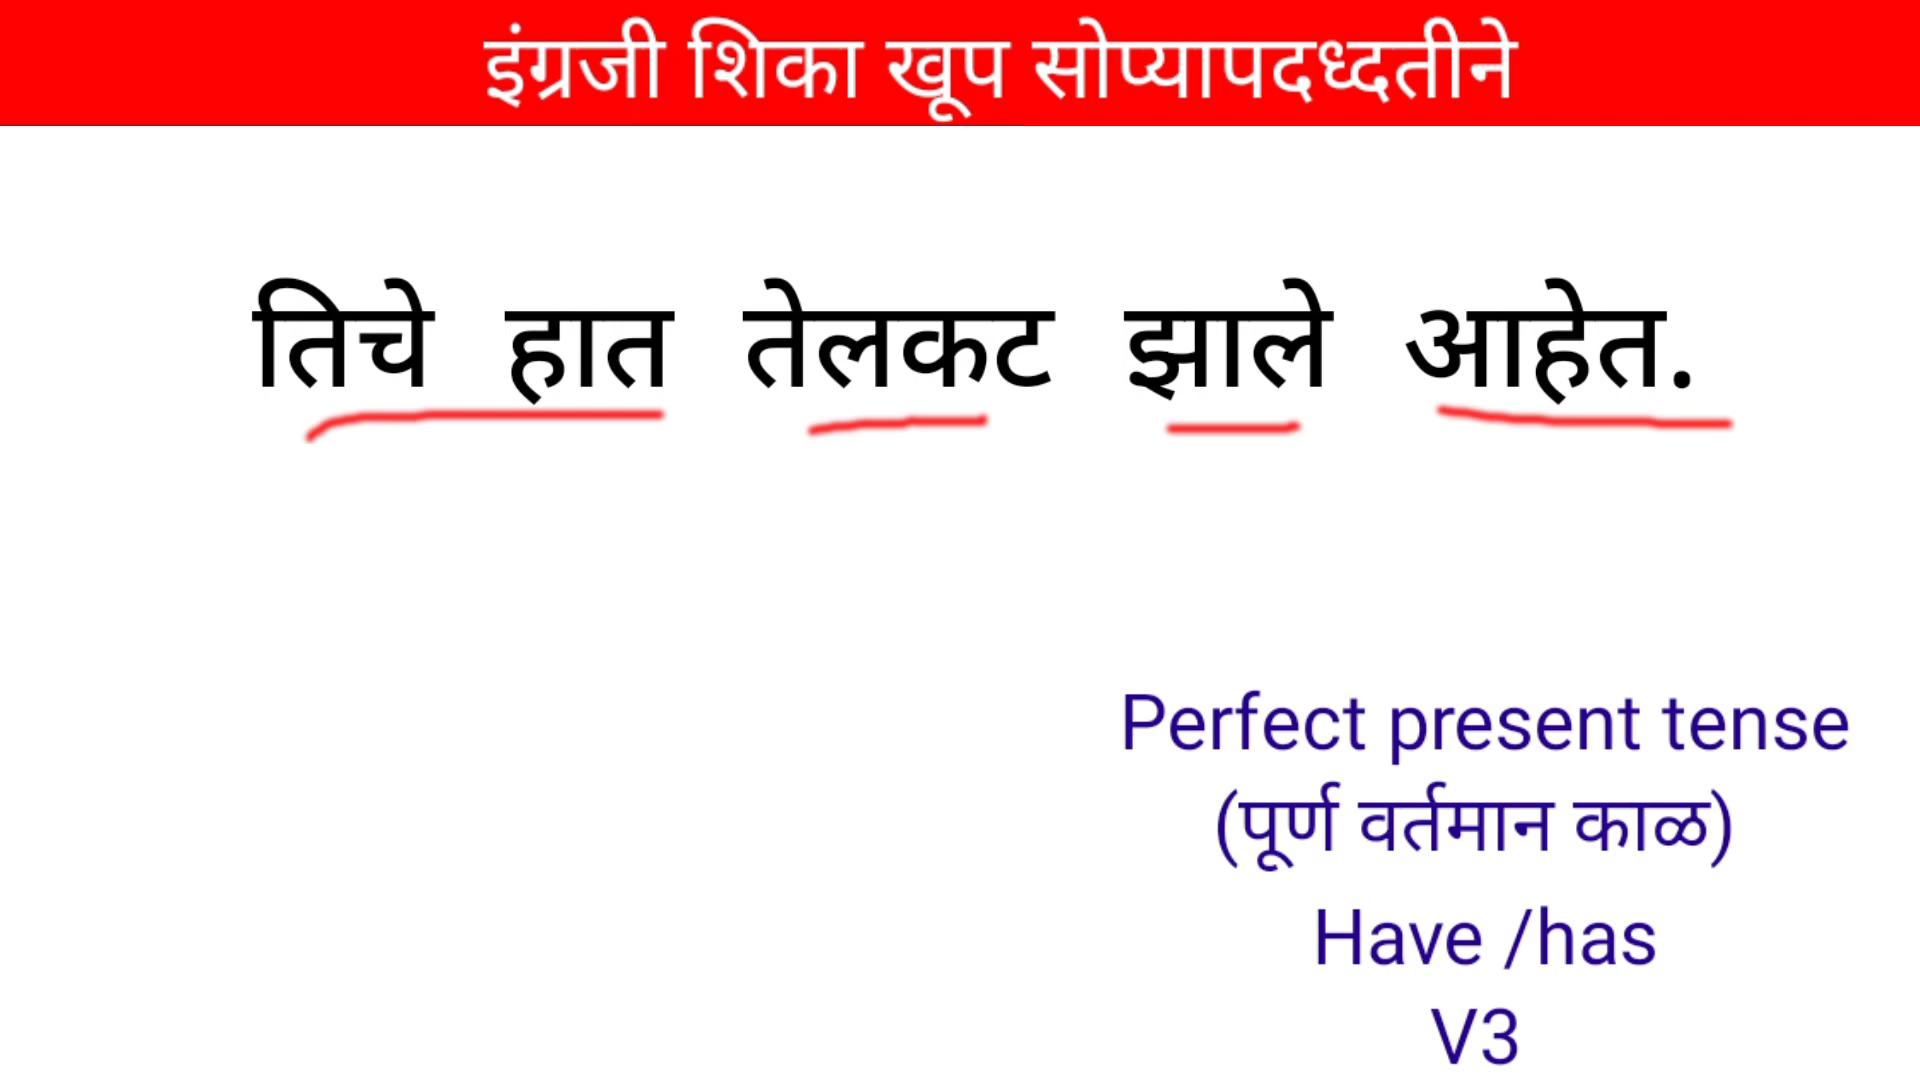 इंग्रजी शिका खूप सोप्यापदध्दतीने
तिचे हात तेलकट झाले आहेत.
Perfect present tense
(पूर्ण वर्तमान काळ)
Have /has
V3